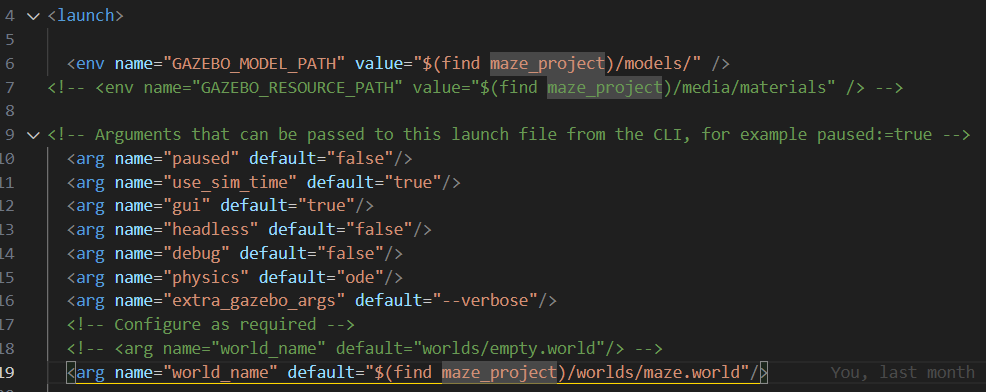 4 <launch>
5
6 <env name="GAZEBO_MODEL_PATH" value="$(find maze_project)/models/" />
7 <!-- <env name="GAZEBO_RESOURCE_PATH" value="$(find maze_project)/media/materials" /> -->
8
9 <!-- Arguments that can be passed to this launch file from the CLI, for example paused:=true -->
10 <arg name="paused" default="false"/>
11 <arg name="use_sim_time" default="true"/>
12 <arg name="gui" default="true"/>
13 <arg name="headless" default="false"/>
14 <arg name="debug" default="false"/>
15 <arg name="physics" default="ode"/>
16 <arg name="extra_gazebo_args" default="--verbose"/>
17 <!-- Configure as required -->
18 <!-- <arg name="world_name" default="worlds/empty.world"/> -->
19 <arg name="world_name" default="$(find maze_project)/worlds/maze.world"/> You, last month